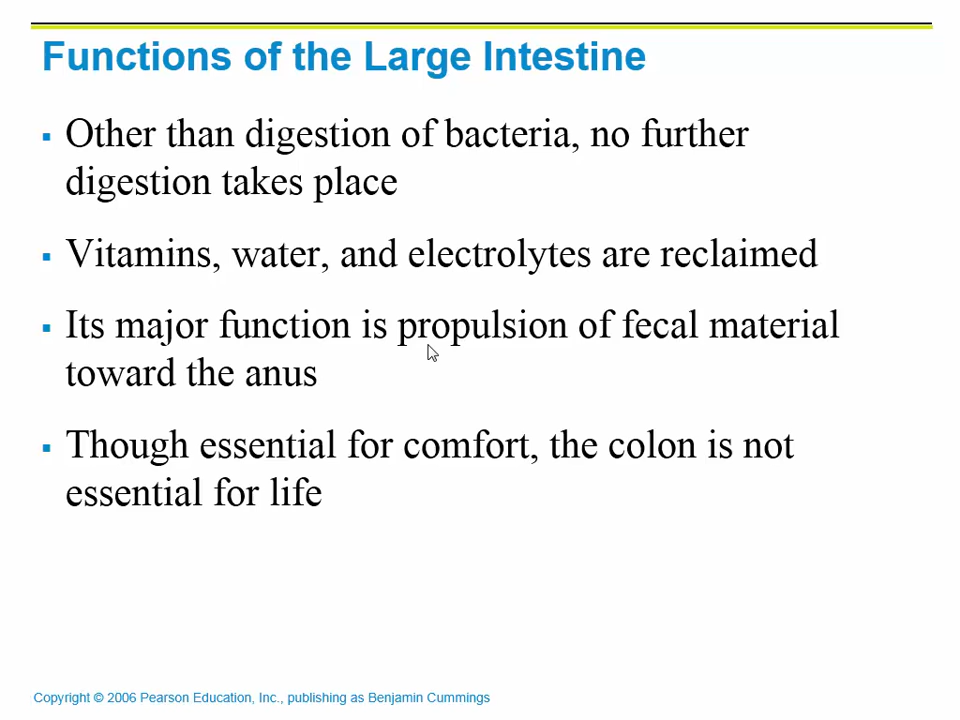 Functions of the Large Intestine
▪ Other than digestion of bacteria, no further
digestion takes place
▪ Vitamins, water, and electrolytes are reclaimed
▪ Its major function is propulsion of fecal material
toward the anus
▪ Though essential for comfort, the colon is not
essential for life
Copyright © 2006 Pearson Education, Inc., publishing as Benjamin Cummings